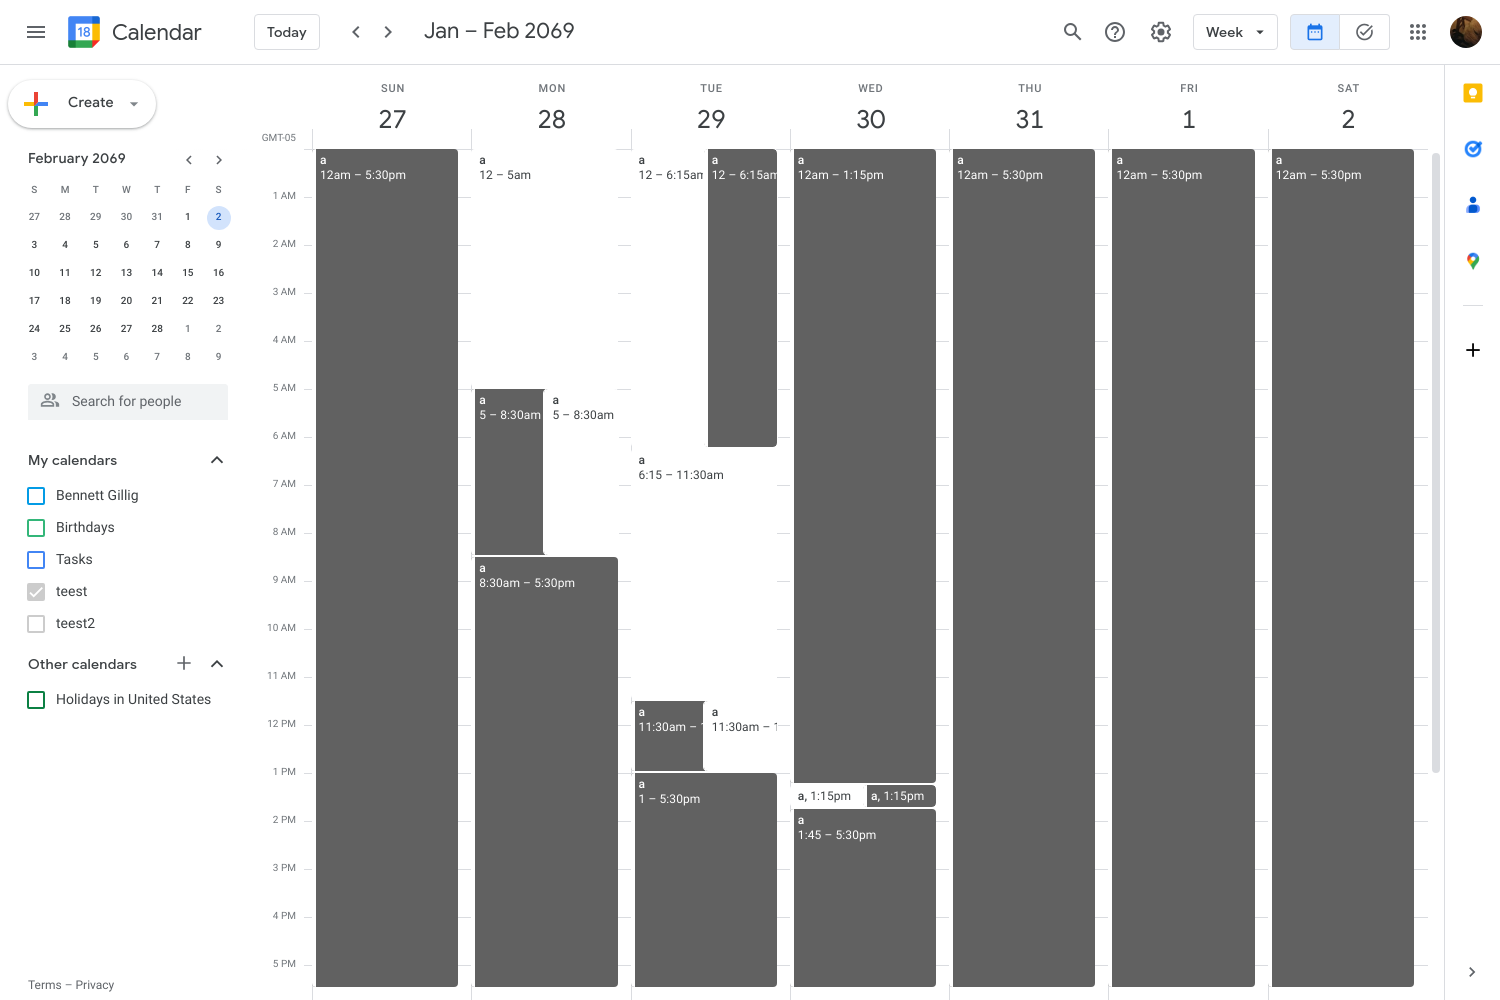 18 Calendar
Today
Jan – Feb 2069
Week
Create
February 2069
S M T W T F S
27 28 29 30 31 1 2
3 4 5 6 7 8 9
10 11 12 13 14 15 16
17 18 19 20 21 22 23
24 25 26 27 28 1 2
3 4 5 6 7 8 9
Search for people
My calendars
Bennett Gillig
Birthdays
Tasks
teest
teest2
Other calendars
Holidays in United States
Terms – Privacy
SUN MON TUE WED THU FRI SAT
27 28 29 30 31 1 2
GMT-05
1 AM
2 AM
3 AM
4 AM
5 AM
6 AM
7 AM
8 AM
9 AM
10 AM
11 AM
12 PM
1 PM
2 PM
3 PM
4 PM
5 PM
a
12am – 5:30pm
a
12 – 5am
a
5 – 8:30am
a
5 – 8:30am
a
8:30am – 5:30pm
a
12 – 6:15am
a
12 – 6:15am
a
6:15 – 11:30am
a
11:30am –
a
11:30am – 1
a
1 – 5:30pm
a
12am – 1:15pm
a, 1:15pm
a, 1:15pm
a
1:45 – 5:30pm
a
12am – 5:30pm
a
12am – 5:30pm
a
12am – 5:30pm